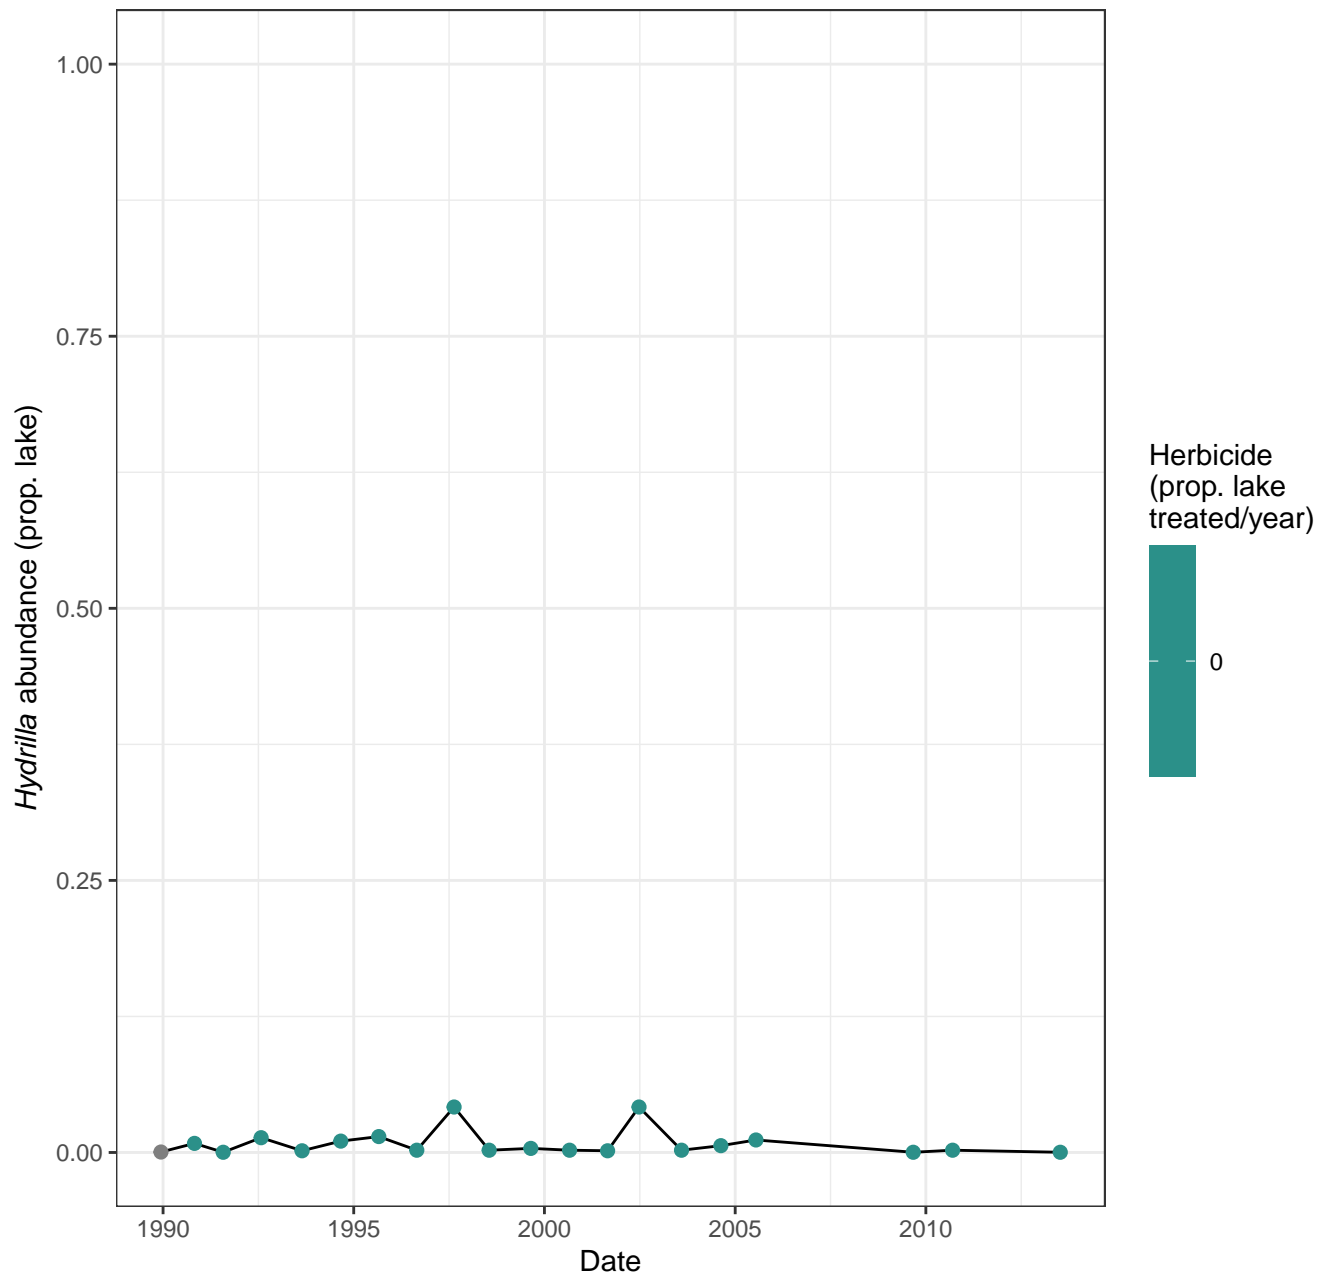 1.00
0.75
0.50
0.25
0.00
Hydrilla abundance (prop. lake)
1990 1995 2000 2005 2010
Date
Herbicide
(prop. lake
treated/year)
0